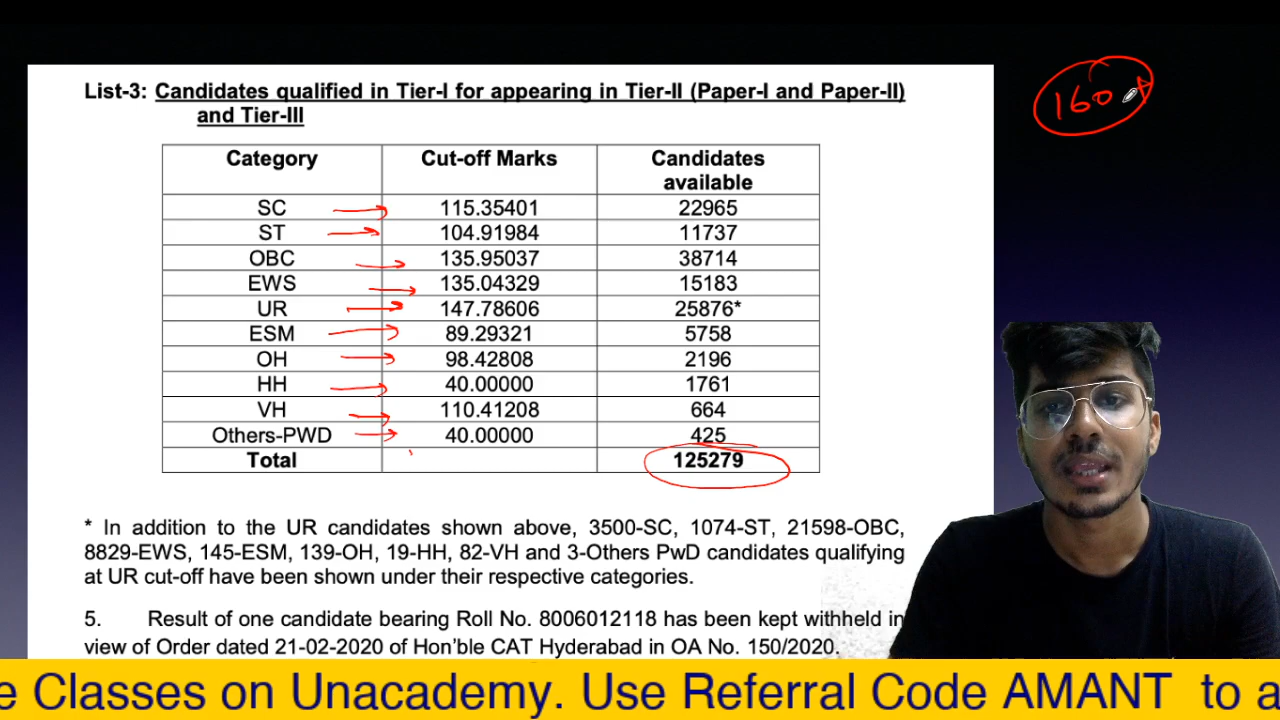 List-3: Candidates qualified in Tier-I for appearing in Tier-II (Paper-I and Paper-II)
and Tier-III
160
Category Cut-off Marks Candidates available
SC 115.35401 22965
ST 104.91984 11737
OBC 135.95037 38714
EWS 135.04329 15183
UR 147.78606 25876*
ESM 89.29321 5758
OH 98.42808 2196
HH 40.00000 1761
VH 110.41208 664
Others-PWD 40.00000 425
Total 125279
* In addition to the UR candidates shown above, 3500-SC, 1074-ST, 21598-OBC,
8829-EWS, 145-ESM, 139-OH, 19-HH, 82-VH and 3-Others PwD candidates qualifying
at UR cut-off have been shown under their respective categories.
5. Result of one candidate bearing Roll No. 8006012118 has been kept withheld in
view of Order dated 21-02-2020 of Hon'ble CAT Hyderabad in OA No. 150/2020.
e Classes on Unacademy. Use Referral Code AMANT to a